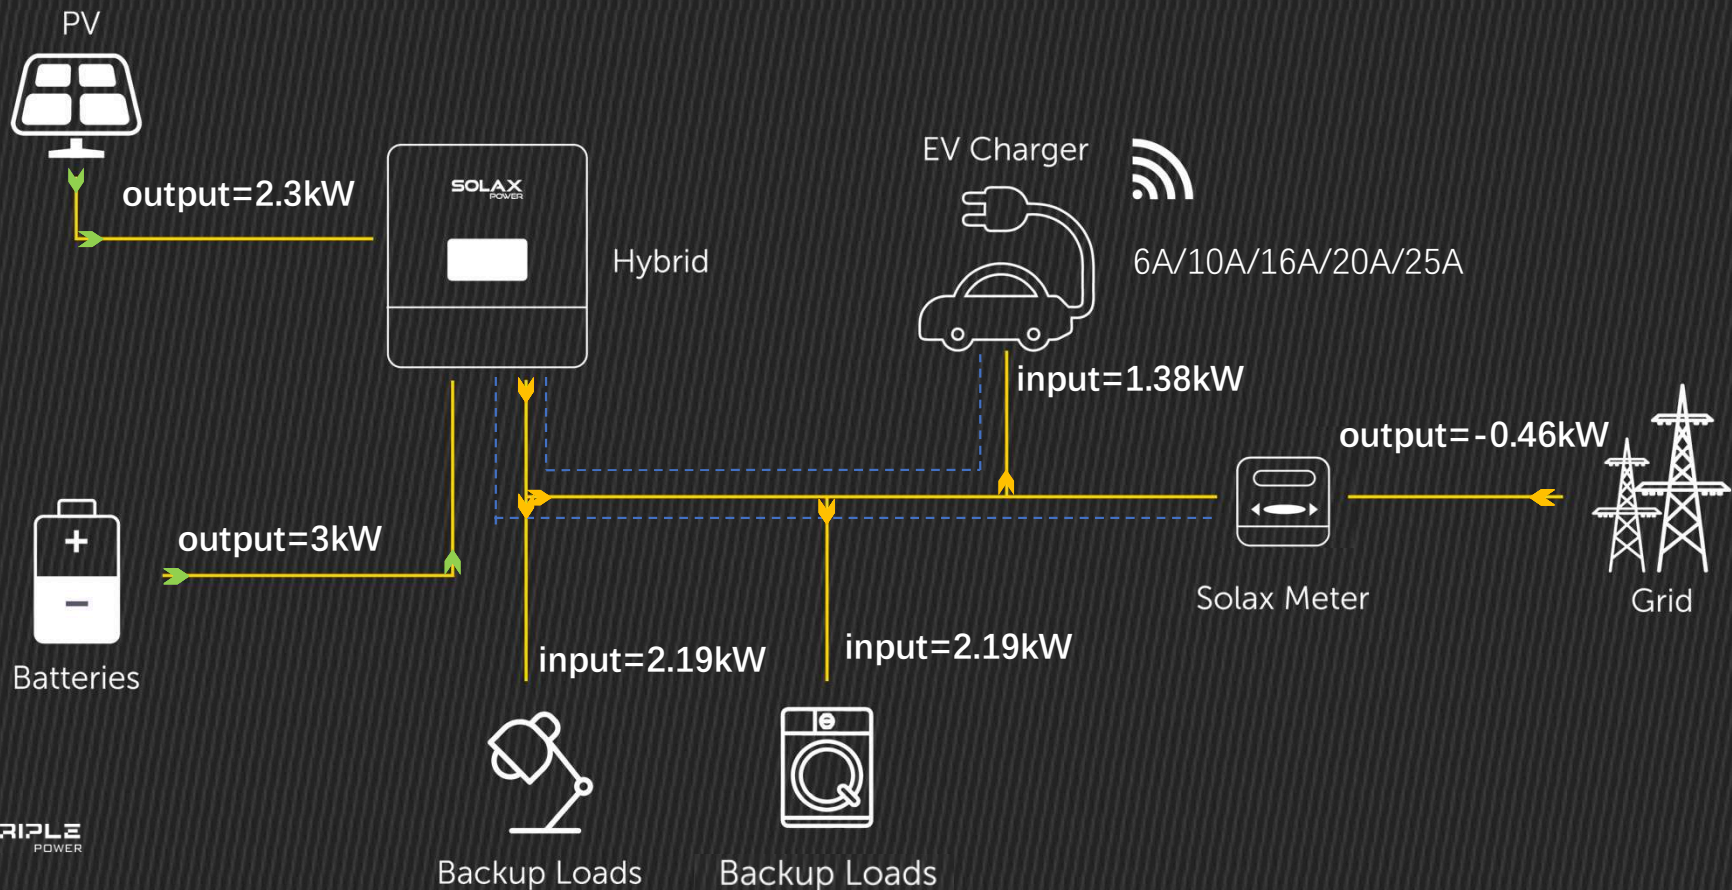 PV
output=2.3kW
SOLAX
POWER
Hybrid
EV Charger
6A/10A/16A/20A/25A
input=1.38kW
output=-0.46kW
Solax Meter
Grid
output=3kW
+
−
Batteries
input=2.19kW
input=2.19kW
RIPLE
POWER
Backup Loads
Backup Loads